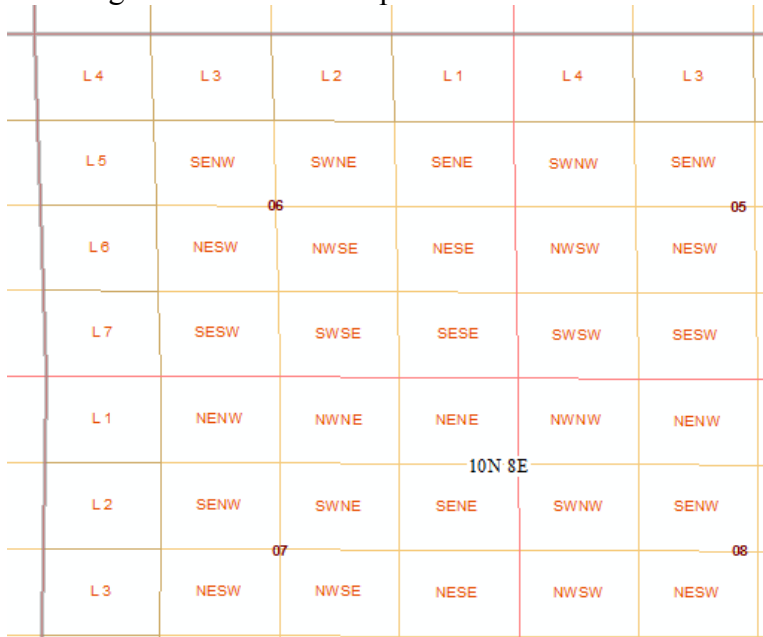 L 4 L 3 L 2 L 1 L 4 L 3
L 5 SENW SWNE SENE SWNW SENW
06 05
L 6 NESW NWSE NESE NWSW NESW
L 7 SESW SWSE SESE SWSW SESW
L 1 NENW NWNE NENE NWNW NENW
10N 8E
L 2 SENW SWNE SENE SWNW SENW
07 08
L 3 NESW NWSE NESE NWSW NESW